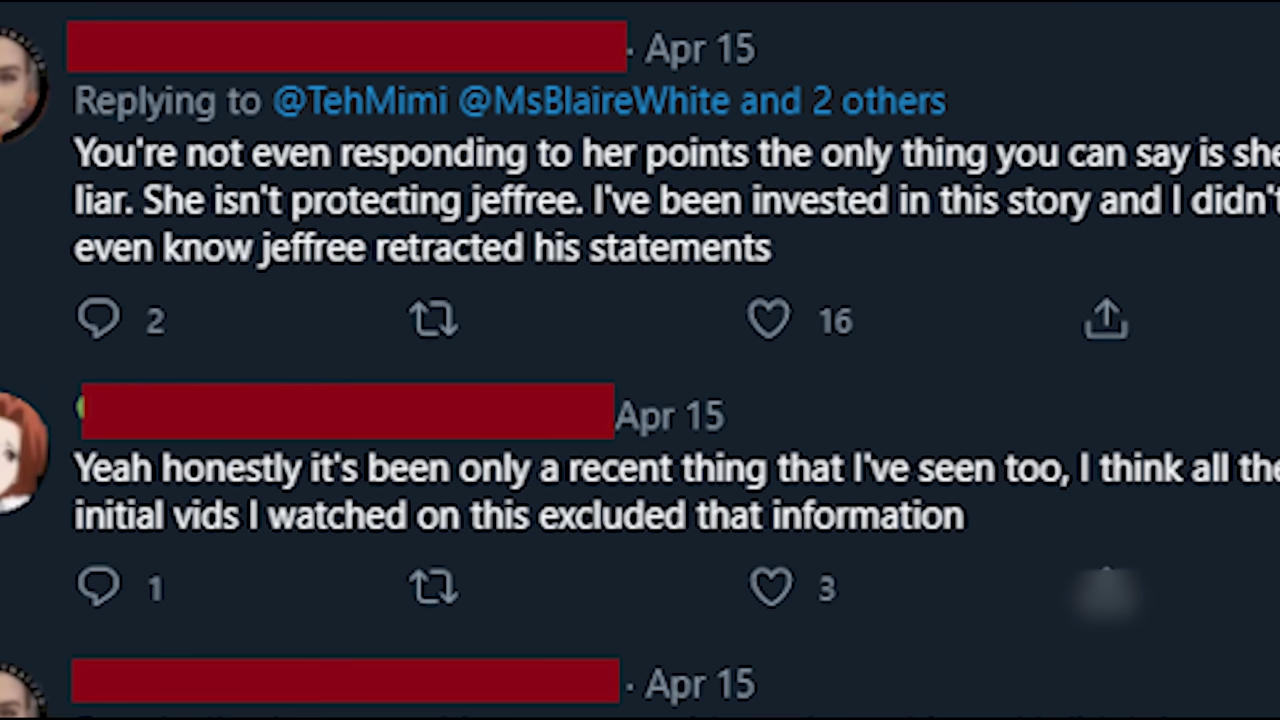 · Apr 15
Replying to @TehMimi @MsBlaireWhite and 2 others
You're not even responding to her points the only thing you can say is she
liar. She isn't protecting jeffree. I've been invested in this story and I didn't
even know jeffree retracted his statements
2 16
Apr 15
Yeah honestly it's been only a recent thing that I've seen too, I think all the
initial vids I watched on this excluded that information
1 3
· Apr 15